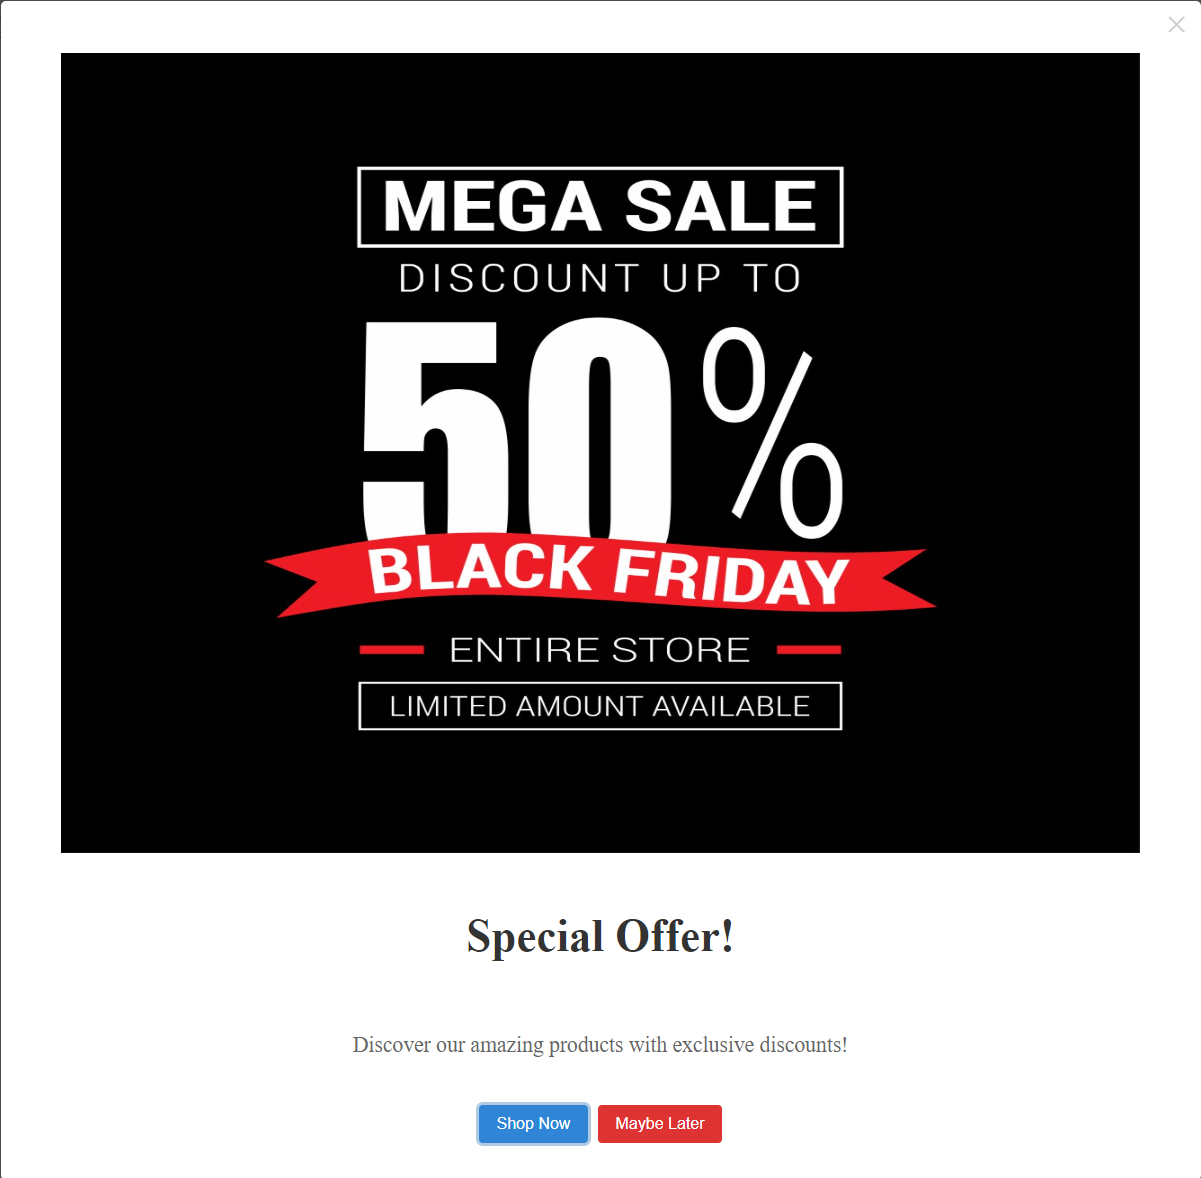 MEGA SALE
DISCOUNT UP TO
50%
BLACK FRIDAY
ENTIRE STORE
LIMITED AMOUNT AVAILABLE
Special Offer!
Discover our amazing products with exclusive discounts!
Shop Now Maybe Later